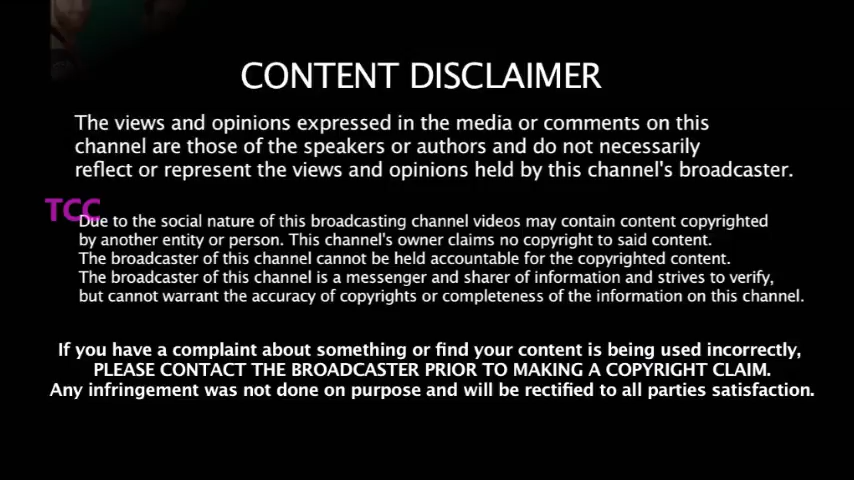 CONTENT DISCLAIMER
The views and opinions expressed in the media or comments on this
channel are those of the speakers or authors and do not necessarily
reflect or represent the views and opinions held by this channel's broadcaster.
TCC
Due to the social nature of this broadcasting channel videos may contain content copyrighted
by another entity or person. This channel's owner claims no copyright to said content.
The broadcaster of this channel cannot be held accountable for the copyrighted content.
The broadcaster of this channel is a messenger and sharer of information and strives to verify,
but cannot warrant the accuracy of copyrights or completeness of the information on this channel.
If you have a complaint about something or find your content is being used incorrectly,
PLEASE CONTACT THE BROADCASTER PRIOR TO MAKING A COPYRIGHT CLAIM.
Any infringement was not done on purpose and will be rectified to all parties satisfaction.